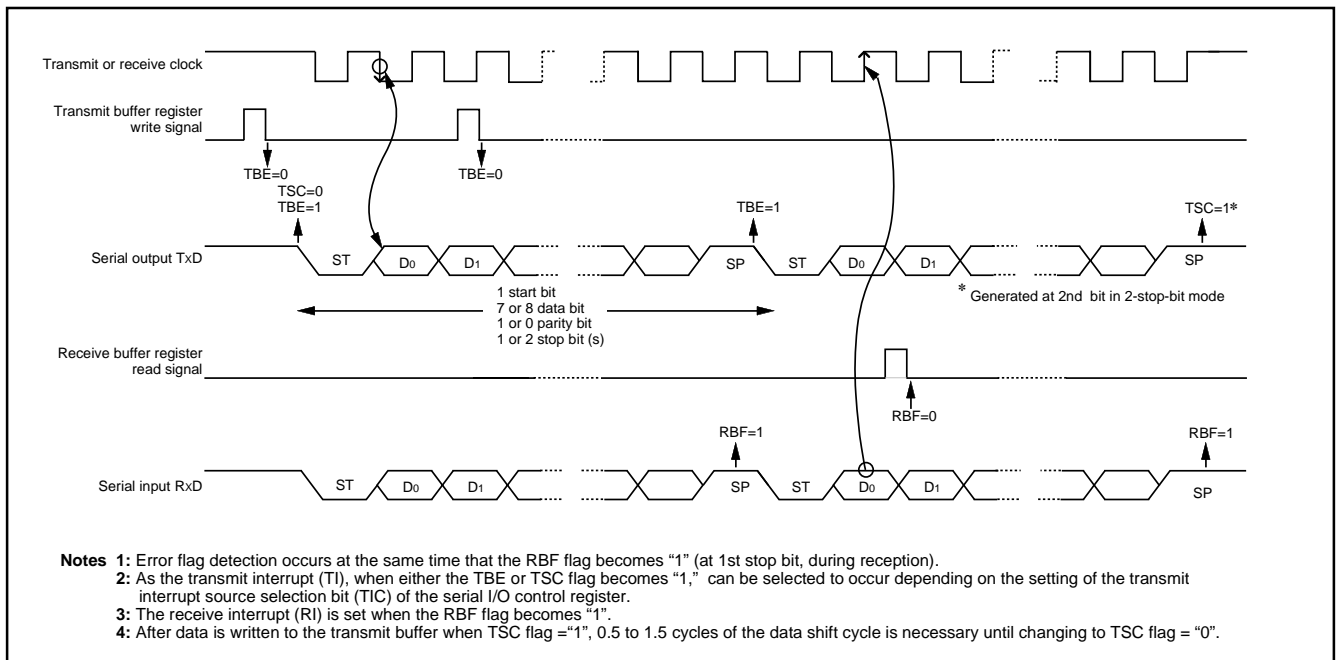 Transmit or receive clock
Transmit buffer register
write signal
TBE=0
TBE=0
TSC=0
TBE=1
TBE=1
TSC=1*
Serial output TxD
ST
D0
D1
SP
ST
D0
D1
SP
* Generated at 2nd bit in 2-stop-bit mode
1 start bit
7 or 8 data bit
1 or 0 parity bit
1 or 2 stop bit (s)
Receive buffer register
read signal
RBF=0
RBF=1
RBF=1
Serial input RxD
ST
D0
D1
SP
ST
D0
D1
SP
Notes 1: Error flag detection occurs at the same time that the RBF flag becomes “1” (at 1st stop bit, during reception).
2: As the transmit interrupt (TI), when either the TBE or TSC flag becomes “1,” can be selected to occur depending on the setting of the transmit
interrupt source selection bit (TIC) of the serial I/O control register.
3: The receive interrupt (RI) is set when the RBF flag becomes “1”.
4: After data is written to the transmit buffer when TSC flag =“1”, 0.5 to 1.5 cycles of the data shift cycle is necessary until changing to TSC flag = “0”.